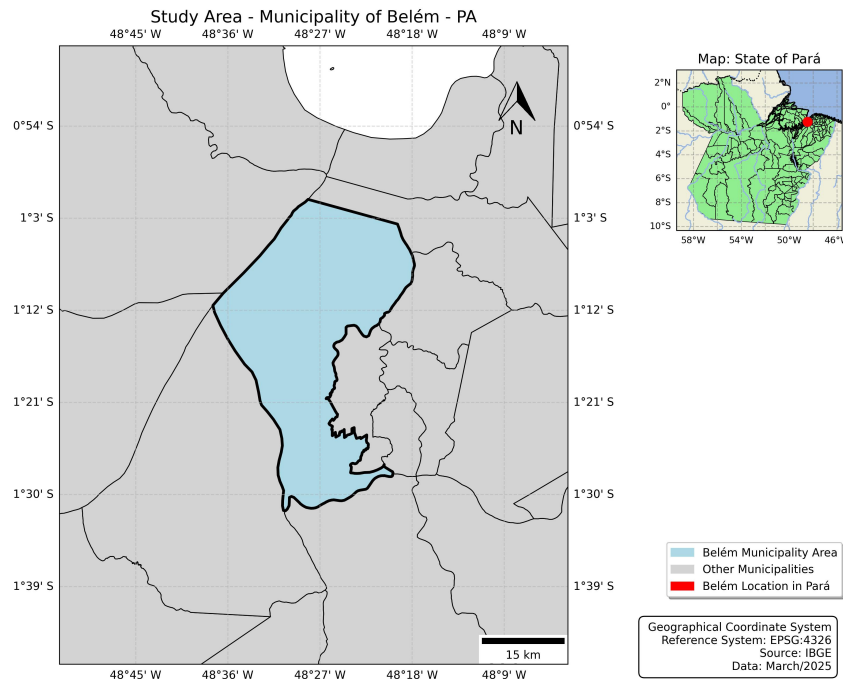 Study Area - Municipality of Belém - PA
48°45' W 48°36' W 48°27' W 48°18' W 48°9' W
0°54' S 0°54' S
1°3' S 1°3' S
1°12' S 1°12' S
1°21' S 1°21' S
1°30' S 1°30' S
1°39' S 1°39' S
N
15 km
48°45' W 48°36' W 48°27' W 48°18' W 48°9' W
Map: State of Pará
2°N
0°
2°S
4°S
6°S
8°S
10°S
58°W 54°W 50°W 46°W
Belém Municipality Area
Other Municipalities
Belém Location in Pará
Geographical Coordinate System
Reference System: EPSG:4326
Source: IBGE
Data: March/2025